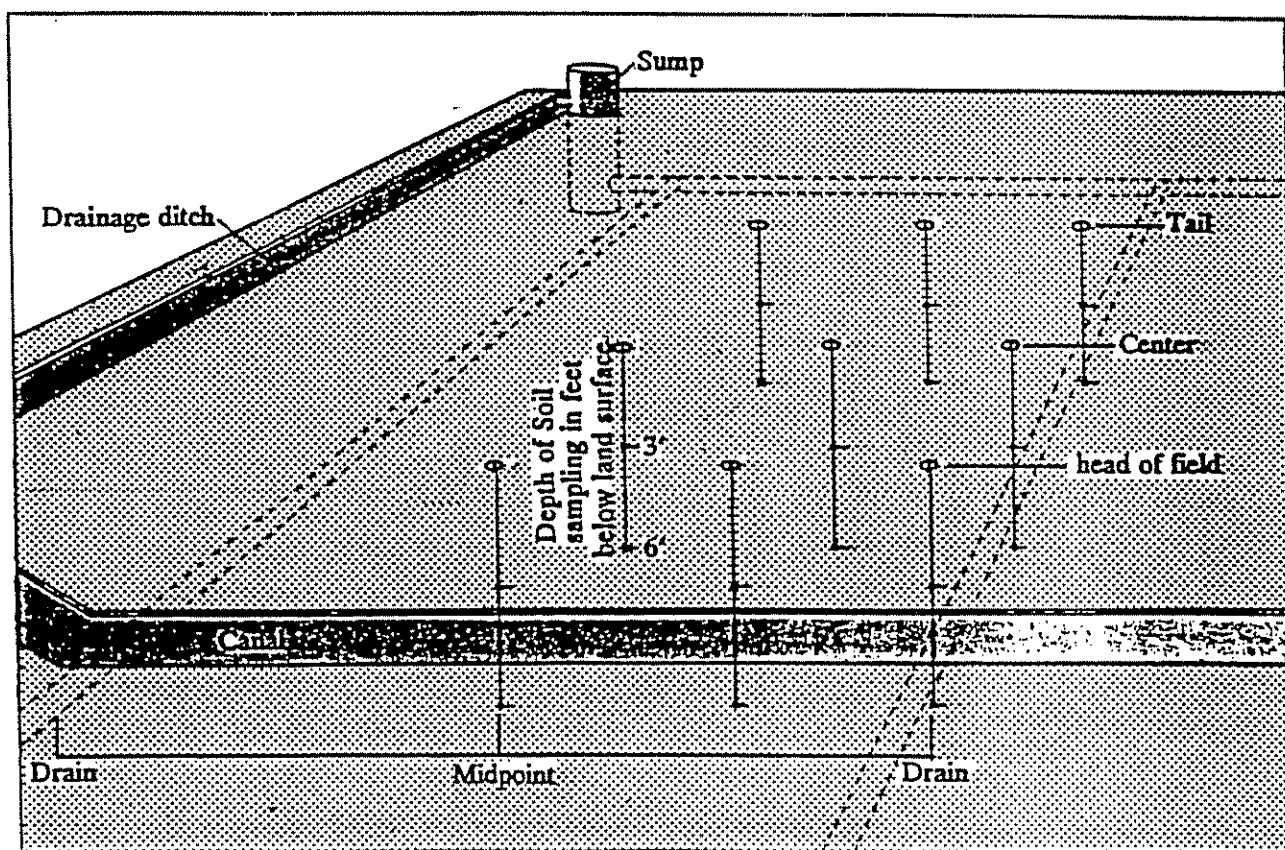 Sump
Drainage ditch
Tail
Center
Depth of Soil
sampling in feet
below land surface
3'
6'
head of field
Canal
Drain
Midpoint
Drain